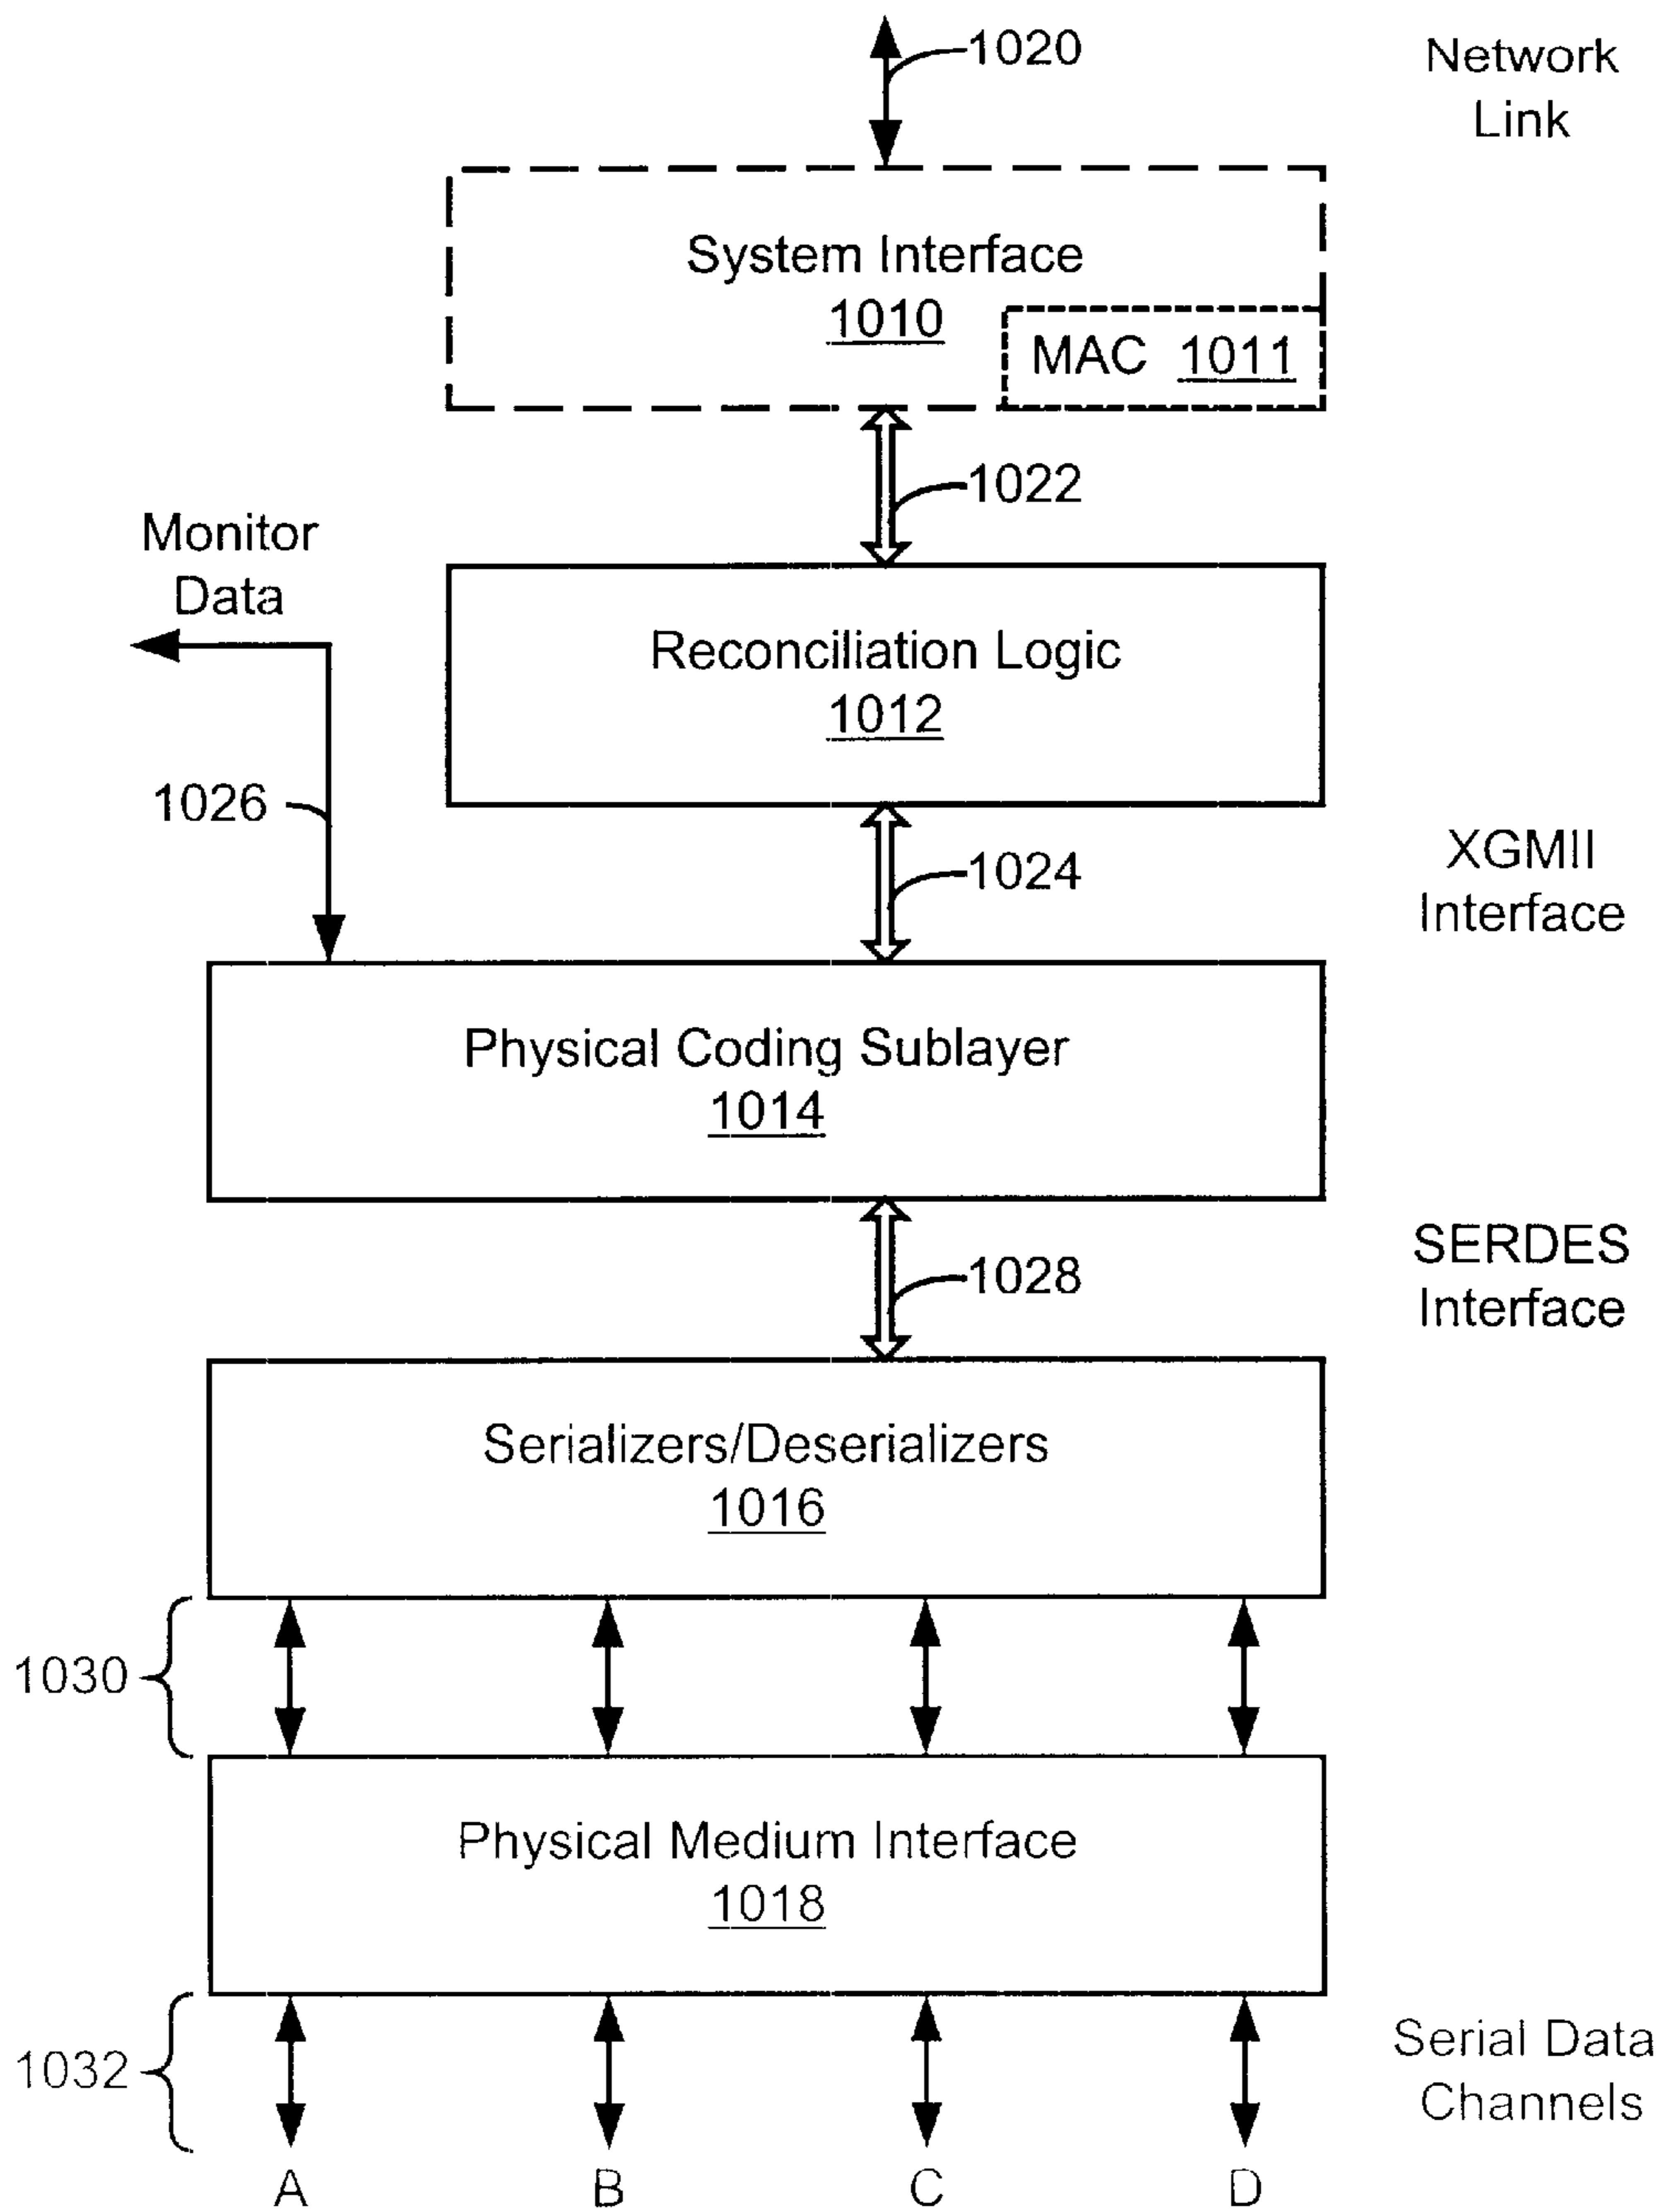 1020
Network
Link
System Interface
1010
MAC 1011
1022
Monitor
Data
Reconciliation Logic
1012
1026
1024
XGMII
Interface
Physical Coding Sublayer
1014
1028
SERDES
Interface
Serializers/Deserializers
1016
1030
Physical Medium Interface
1018
1032
Serial Data
Channels
A B C D